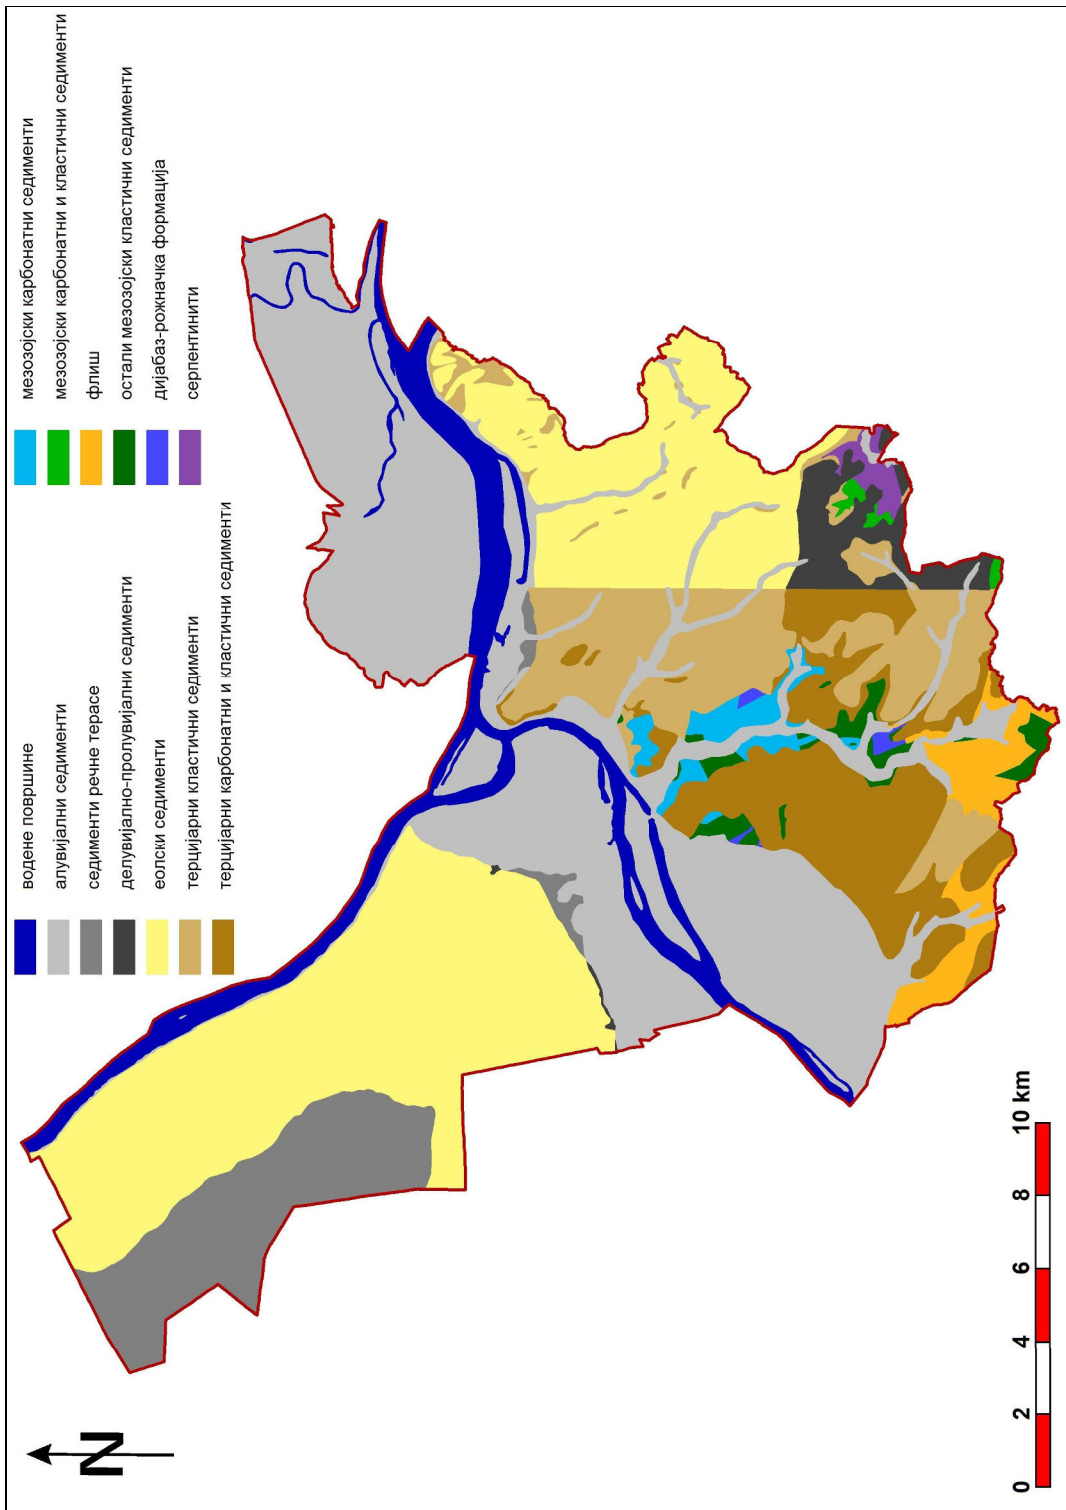 водене површине
алувијални седименти
седименти речне терасе
делувијално-пролувијални седименти
еолски седименти
терцијарни кластични седименти
терцијарни карбонатни и кластични седименти
мезозојски карбонатни седименти
мезозојски карбонатни и кластични седименти
флиш
остали мезозојски кластични седименти
дијабаз-рожначка формација
серпентинити
N
0 2 4 6 8 10 km